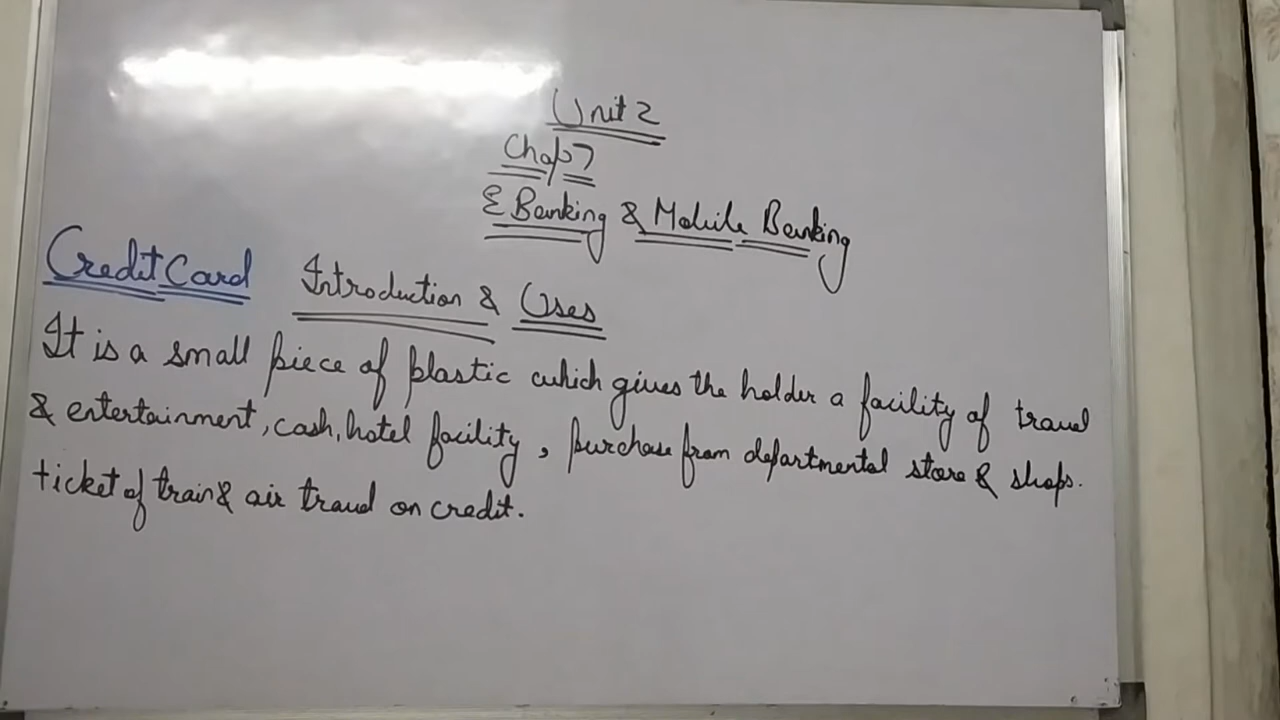 Unit 2
Chap 7
E Banking & Mobile Banking
Credit Card Introduction & Uses
It is a small piece of plastic which gives the holder a facility of travel
& entertainment, cash, hotel facility, purchase from departmental store & shops.
ticket of train & air travel on credit.